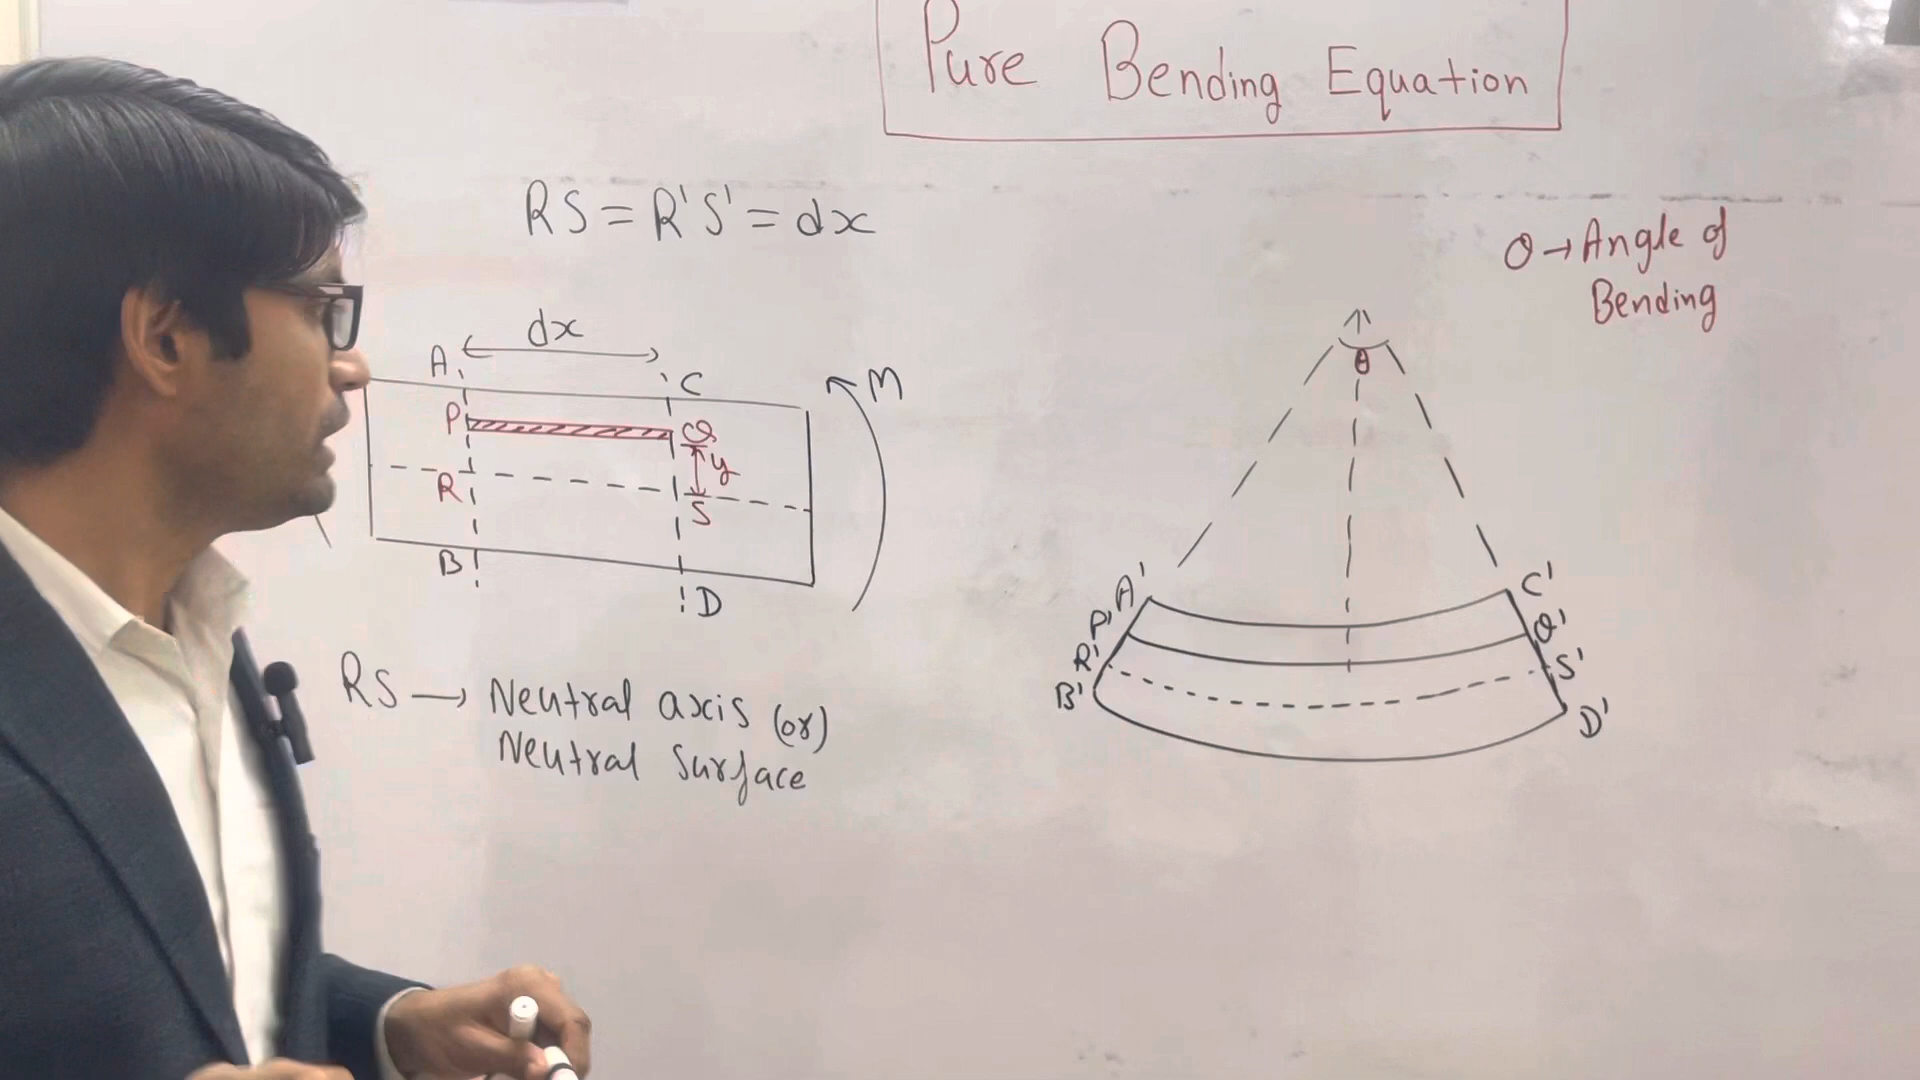 Pure Bending Equation
RS = R'S' = dx
θ → Angle of
Bending
dx
A
C
M
P
Q
y
R
S
B
D
θ
A'
C'
P'
Q'
R'
S'
B'
D'
RS → Neutral axis (or)
Neutral Surface